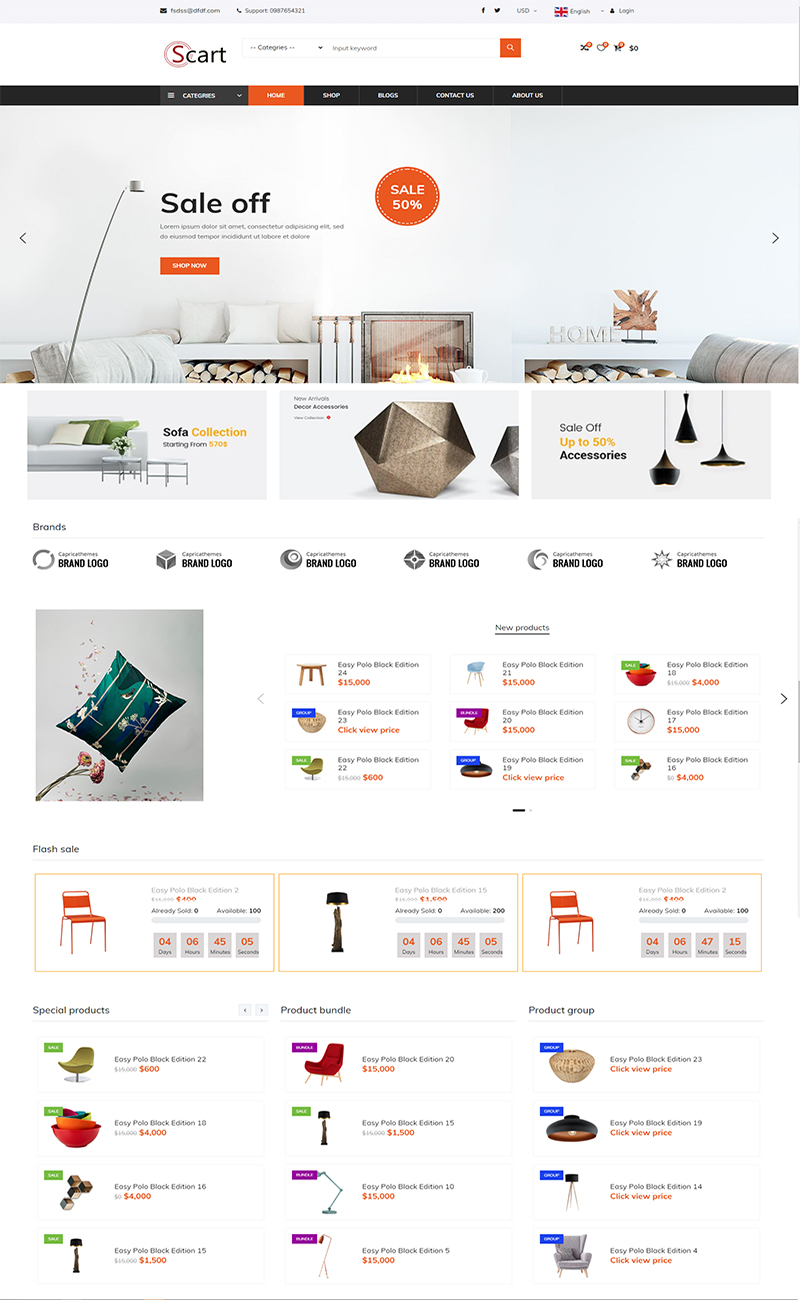 fsdss@dfdf.com
Support: 0987654321
USD
English
Login
Scart
-- Categries --
Input keyword
0
0
0
$0
CATEGRIES
HOME
SHOP
BLOGS
CONTACT US
ABOUT US
Sale off
Lorem ipsum dolor sit amet, consectetur adipisicing elit, sed
do eiusmod tempor incididunt ut labore et dolore
SHOP NOW
SALE
50%
HOME
Sofa Collection
Starting From 570$
New Arrivals
Decor Accessories
View Collection
Sale Off
Up to 50%
Accessories
Brands
Capricathemes
BRAND LOGO
Capricathemes
BRAND LOGO
Capricathemes
BRAND LOGO
Capricathemes
BRAND LOGO
Capricathemes
BRAND LOGO
Capricathemes
BRAND LOGO
New products
Easy Polo Black Edition
24
$15,000
Easy Polo Black Edition
21
$15,000
SALE
Easy Polo Black Edition
18
$15,000 $4,000
GROUP
Easy Polo Black Edition
23
Click view price
BUNDLE
Easy Polo Black Edition
20
$15,000
Easy Polo Black Edition
17
$15,000
SALE
Easy Polo Black Edition
22
$15,000 $600
GROUP
Easy Polo Black Edition
19
Click view price
SALE
Easy Polo Black Edition
16
$0 $4,000
Flash sale
Easy Polo Black Edition 2
$15,000 $400
Already Sold: 0
Available: 100
04 06 45 05
Days Hours Minutes Seconds
Easy Polo Black Edition 15
$15,000 $1,500
Already Sold: 0
Available: 200
04 06 45 05
Days Hours Minutes Seconds
Easy Polo Black Edition 2
$15,000 $400
Already Sold: 0
Available: 100
04 06 47 15
Days Hours Minutes Seconds
Special products
SALE
Easy Polo Black Edition 22
$15,000 $600
SALE
Easy Polo Black Edition 18
$15,000 $4,000
SALE
Easy Polo Black Edition 16
$0 $4,000
SALE
Easy Polo Black Edition 15
$15,000 $1,500
Product bundle
BUNDLE
Easy Polo Black Edition 20
$15,000
SALE
Easy Polo Black Edition 15
$15,000 $1,500
BUNDLE
Easy Polo Black Edition 10
$15,000
BUNDLE
Easy Polo Black Edition 5
$15,000
Product group
GROUP
Easy Polo Black Edition 23
Click view price
GROUP
Easy Polo Black Edition 19
Click view price
GROUP
Easy Polo Black Edition 14
Click view price
GROUP
Easy Polo Black Edition 4
Click view price